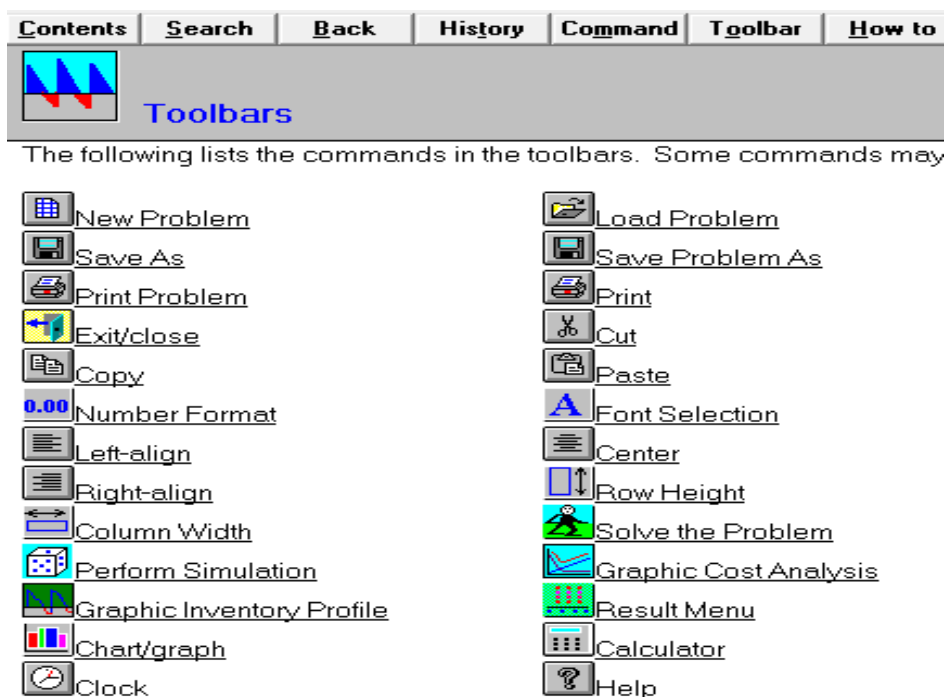 Contents Search Back History Command Toolbar How to
Toolbars
The following lists the commands in the toolbars. Some commands may
New Problem Load Problem
Save As Save Problem As
Print Problem Print
Exit/close Cut
Copy Paste
0.00 Number Format A Font Selection
Left-align Center
Right-align Row Height
Column Width Solve the Problem
Perform Simulation Graphic Cost Analysis
Graphic Inventory Profile Result Menu
Chart/graph Calculator
Clock ? Help